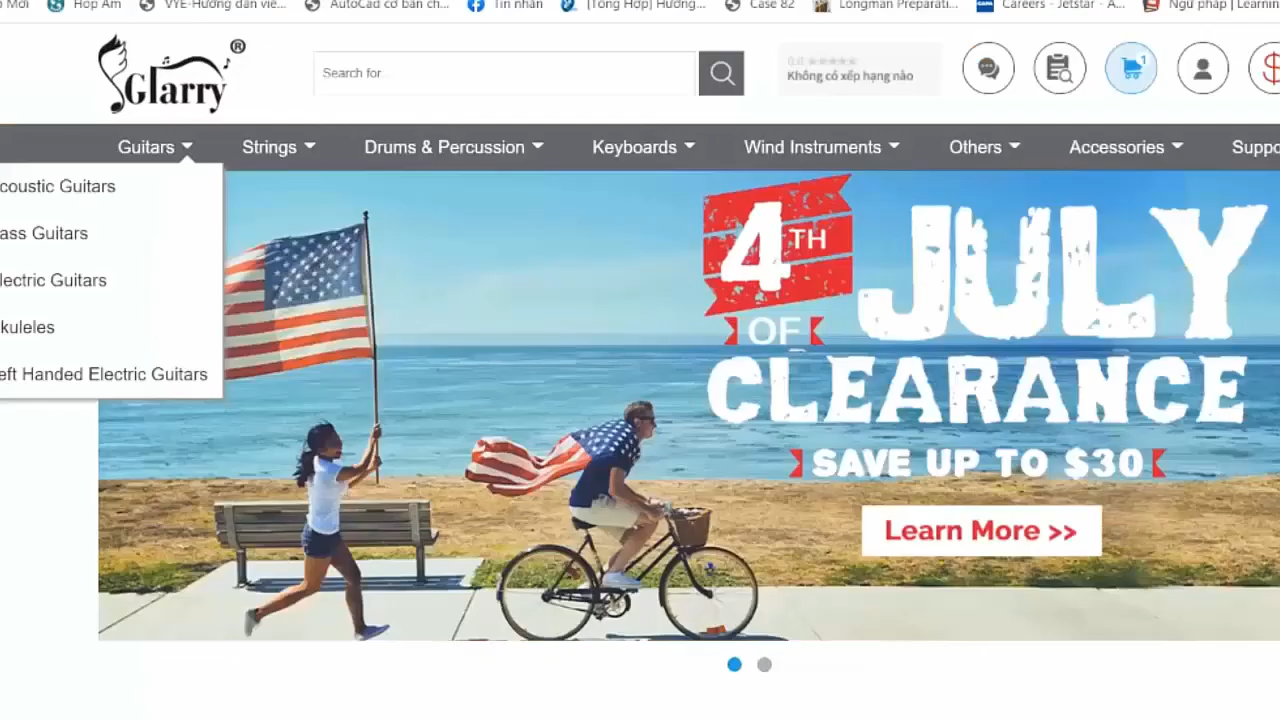 Mới
Hợp Âm
VYE-Hướng dẫn viê...
AutoCad cơ bản ch...
Tin nhắn
[Tổng Hợp] Hướng...
Case 82
Longman Preparati...
Careers - Jetstar - A...
Ngữ pháp | Learnin
Glarry®
Search for
0.0 ★★★★★
Không có xếp hạng nào
1
$
Guitars Strings Drums & Percussion Keyboards Wind Instruments Others Accessories Suppo
coustic Guitars
ass Guitars
lectric Guitars
kuleles
eft Handed Electric Guitars
4TH
OF
JULY
CLEARANCE
SAVE UP TO $30
Learn More >>